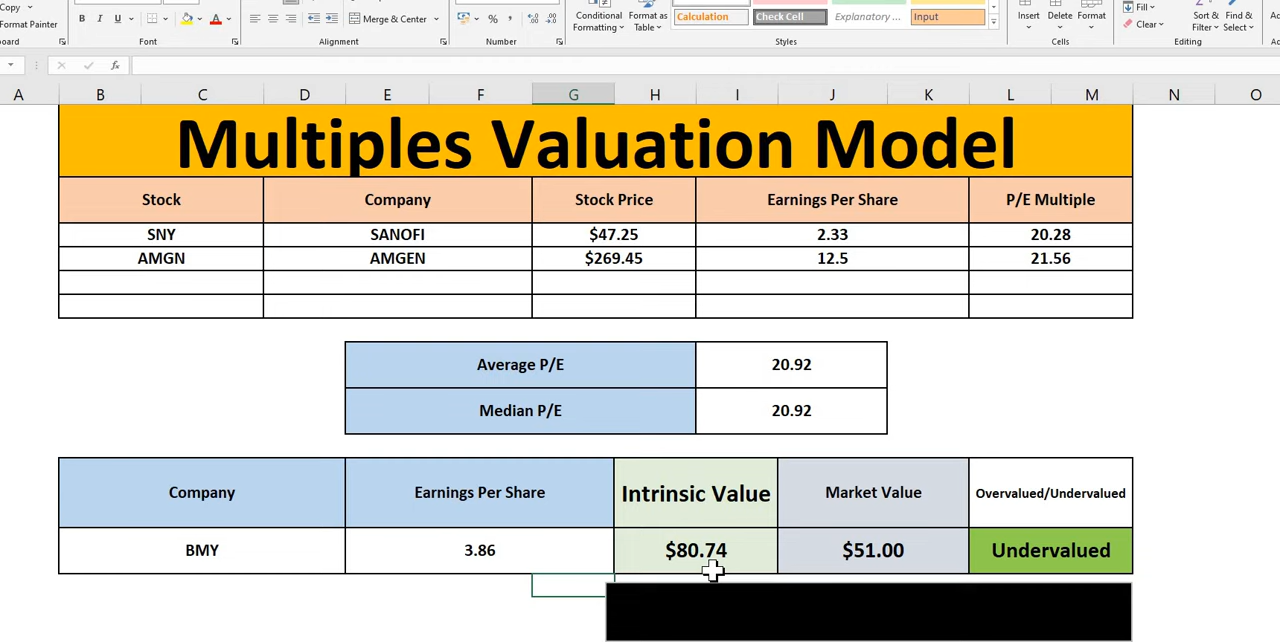 Copy
Format Painter
B I U A
Merge & Center
% ,
Conditional Formatting
Format as Table
Calculation
Check Cell
Explanatory ...
Input
Insert Delete Format
Fill
Clear
Sort & Filter
Find & Select
Font Alignment Number Styles Cells Editing
fx
A B C D E F G H I J K L M N O
Multiples Valuation Model
Stock Company Stock Price Earnings Per Share P/E Multiple
SNY SANOFI $47.25 2.33 20.28
AMGN AMGEN $269.45 12.5 21.56
Average P/E 20.92
Median P/E 20.92
Company Earnings Per Share Intrinsic Value Market Value Overvalued/Undervalued
BMY 3.86 $80.74 $51.00 Undervalued